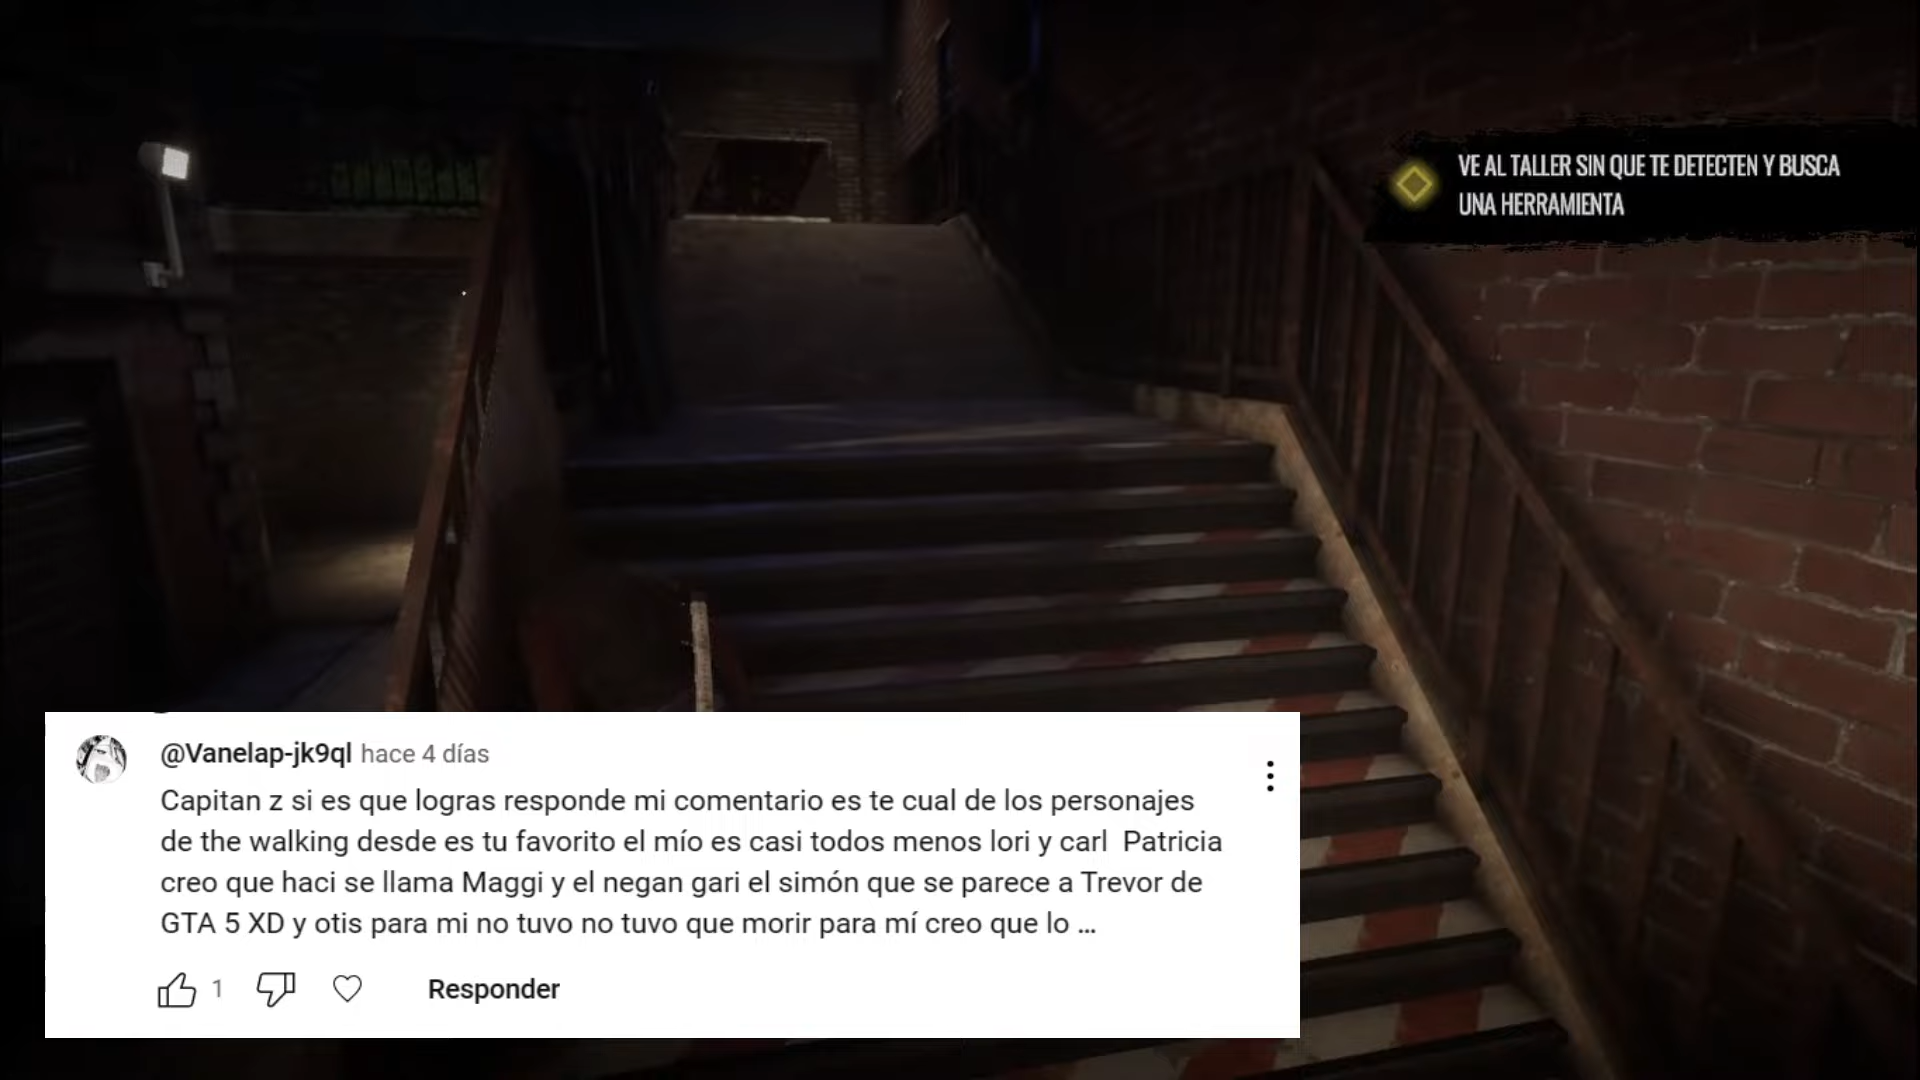 VE AL TALLER SIN QUE TE DETECTEN Y BUSCA
UNA HERRAMIENTA
@Vanelap-jk9ql hace 4 días
Capitan z si es que logras responde mi comentario es te cual de los personajes
de the walking desde es tu favorito el mío es casi todos menos lori y carl  Patricia
creo que haci se llama Maggi y el negan gari el simón que se parece a Trevor de
GTA 5 XD y otis para mi no tuvo no tuvo que morir para mí creo que lo ...
1
Responder